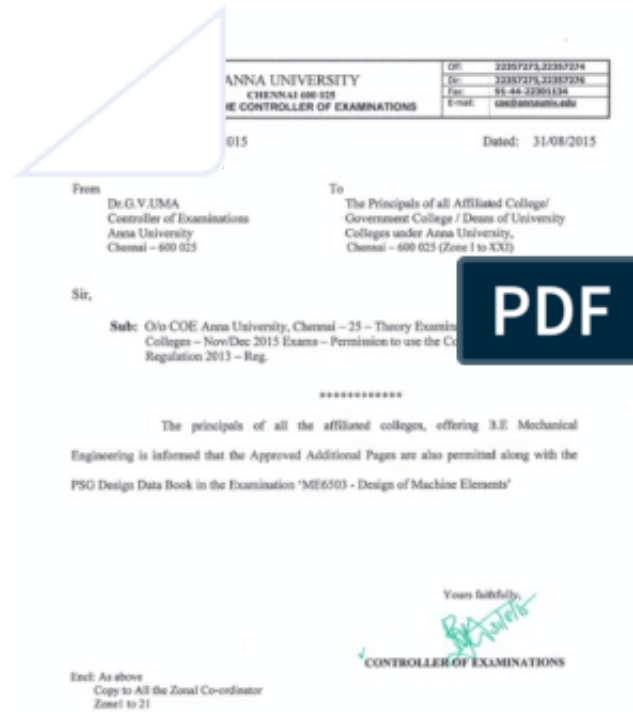 ANNA UNIVERSITY
CHENNAI 600 025
E CONTROLLER OF EXAMINATIONS
Off: 22357273,22357274
Dir: 22357275,22357276
Fax: 91-44-22301134
E-mail: coe@annauniv.edu
015 Dated: 31/08/2015
From
Dr.G.V.UMA
Controller of Examinations
Anna University
Chennai – 600 025
To
The Principals of all Affiliated College/
Government College / Deans of University
Colleges under Anna University,
Chennai – 600 025 (Zone I to XXI)
PDF
Sir,
Sub: O/o COE Anna University, Chennai – 25 – Theory Examin
Colleges – Nov/Dec 2015 Exams – Permission to use the Co
Regulation 2013 – Reg.
************
The principals of all the affiliated colleges, offering B.E Mechanical
Engineering is informed that the Approved Additional Pages are also permitted along with the
PSG Design Data Book in the Examination ‘ME6503 - Design of Machine Elements’
Yours faithfully,
CONTROLLER OF EXAMINATIONS
Encl: As above
Copy to All the Zonal Co-ordinator
Zone1 to 21